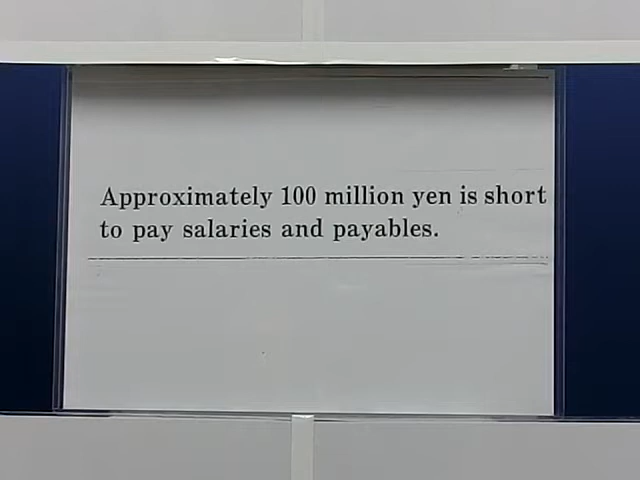 Approximately 100 million yen is short
to pay salaries and payables.